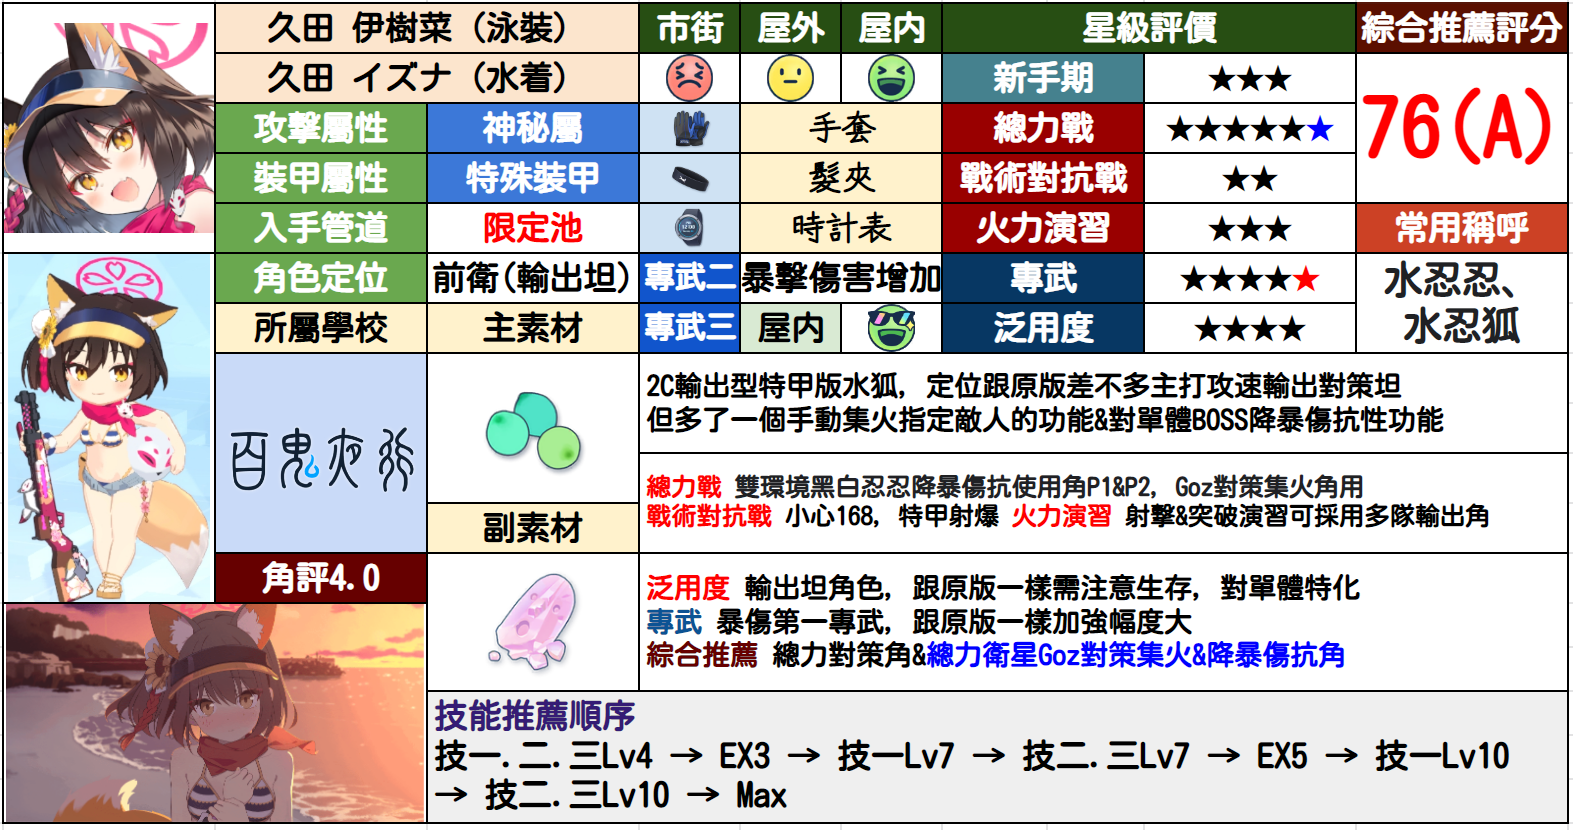 久田 伊樹菜（泳裝）
市街
屋外
屋內
星級評價
綜合推薦評分
久田 イズナ（水着）
新手期
★★★
76(A)
攻擊屬性
神秘屬
手套
總力戰
★★★★★★
裝甲屬性
特殊裝甲
髮夾
戰術對抗戰
★★
入手管道
限定池
時計表
火力演習
★★★
常用稱呼
角色定位
前衛(輸出坦)
專武二
暴擊傷害增加
專武
★★★★★
水忍忍、
水忍狐
所屬學校
主素材
專武三
屋内
泛用度
★★★★
百鬼夜行
2C輸出型特甲版水狐, 定位跟原版差不多主打攻速輸出對策坦
但多了一個手動集火指定敵人的功能&對單體BOSS降暴傷抗性功能
總力戰 雙環境黑白忍忍降暴傷抗使用角P1&P2, Goz對策集火角用
戰術對抗戰 小心168, 特甲射爆 火力演習 射擊&突破演習可採用多隊輸出角
副素材
角評4.0
泛用度 輸出坦角色, 跟原版一樣需注意生存, 對單體特化
專武 暴傷第一專武, 跟原版一樣加強幅度大
綜合推薦 總力對策角&總力衛星Goz對策集火&降暴傷抗角
技能推薦順序
技一.二.三Lv4 → EX3 → 技一Lv7 → 技二.三Lv7 → EX5 → 技一Lv10
→ 技二.三Lv10 → Max